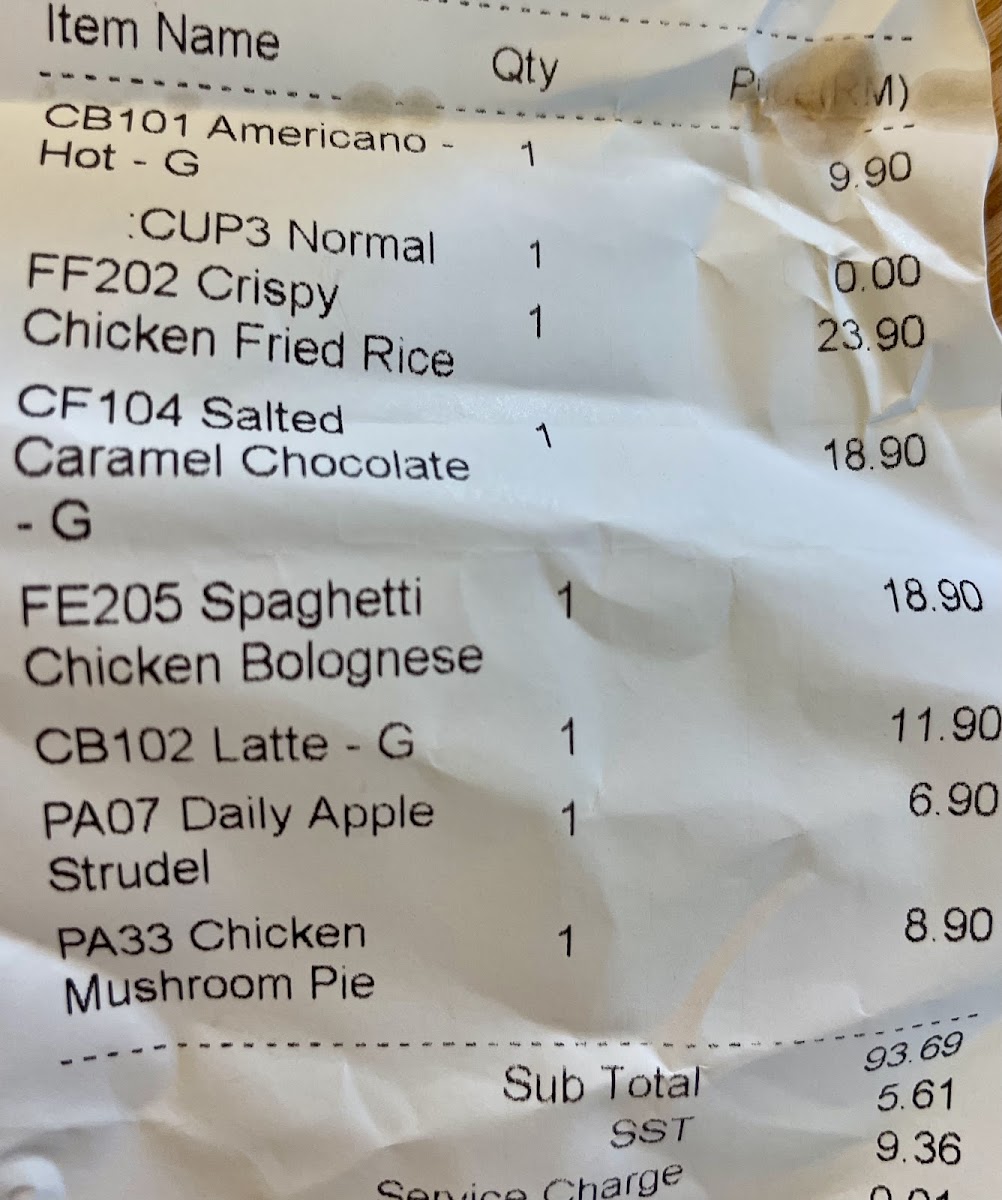 Item Name Qty P (RM)
CB101 Americano - 1 9.90
Hot - G
:CUP3 Normal 1 0.00
FF202 Crispy 1 23.90
Chicken Fried Rice
CF104 Salted 1 18.90
Caramel Chocolate
- G
FE205 Spaghetti 1 18.90
Chicken Bolognese
CB102 Latte - G 1 11.90
PA07 Daily Apple 1 6.90
Strudel
PA33 Chicken 1 8.90
Mushroom Pie
Sub Total 93.69
SST 5.61
Service Charge 9.36